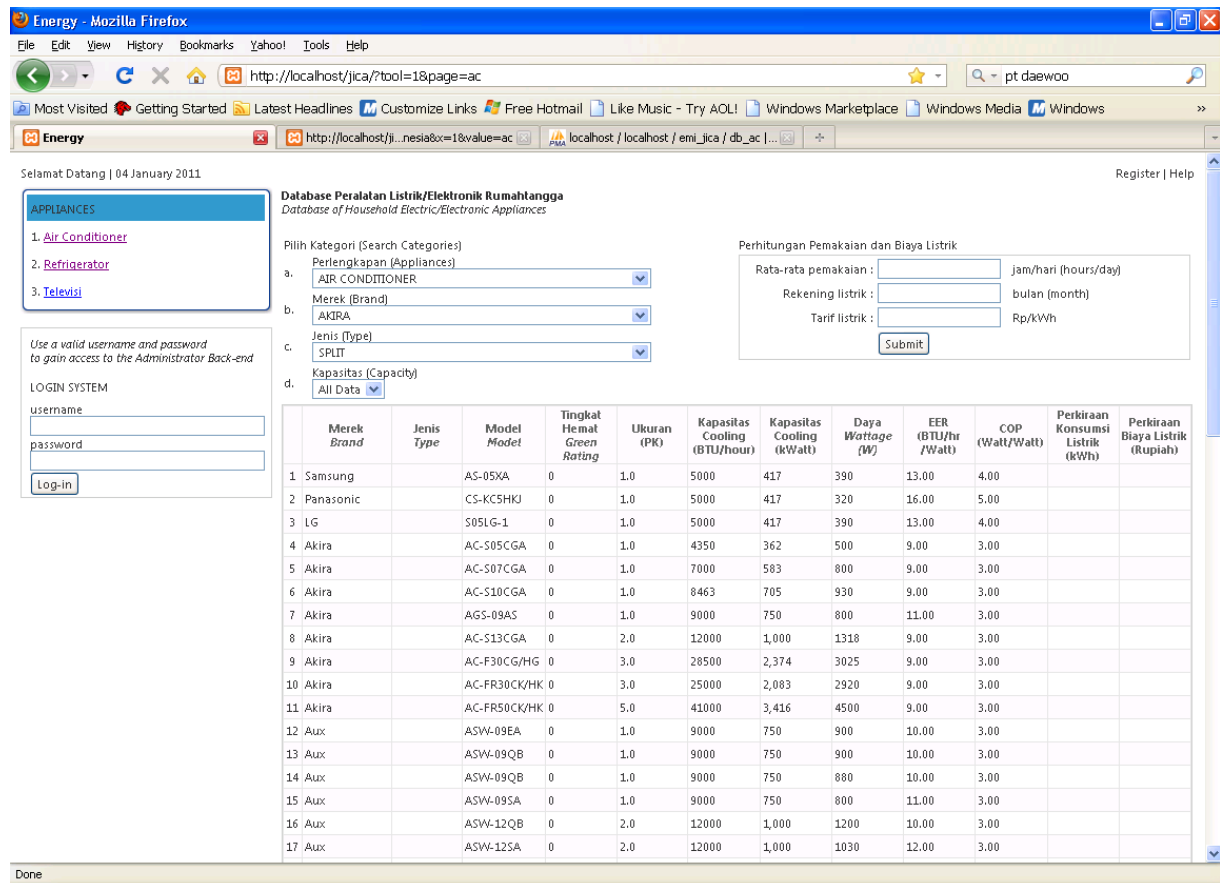 Energy - Mozilla Firefox
File Edit View History Bookmarks Yahoo! Tools Help
http://localhost/jica/?tool=1&page=ac
pt daewoo
Most Visited Getting Started Latest Headlines Customize Links Free Hotmail Like Music - Try AOL! Windows Marketplace Windows Media Windows »
Energy http://localhost/ji...nesia&x=1&value=ac localhost / localhost / emi_jica / db_ac |...
Selamat Datang | 04 January 2011
Register | Help
APPLIANCES
1. Air Conditioner
2. Refrigerator
3. Televisi
Use a valid username and password
to gain access to the Administrator Back-end
LOGIN SYSTEM
username
password
Log-in
Database Peralatan Listrik/Elektronik Rumahtangga
Database of Household Electric/Electronic Appliances
Pilih Kategori (Search Categories)
a. Perlengkapan (Appliances)
AIR CONDITIONER
b. Merek (Brand)
AKIRA
c. Jenis (Type)
SPLIT
d. Kapasitas (Capacity)
All Data
Perhitungan Pemakaian dan Biaya Listrik
Rata-rata pemakaian : jam/hari (hours/day)
Rekening listrik : bulan (month)
Tarif listrik : Rp/kWh
Submit
Merek Brand Jenis Type Model Model Tingkat Hemat Green Rating Ukuran (PK) Kapasitas Cooling (BTU/hour) Kapasitas Cooling (kWatt) Daya Wattage (W) EER (BTU/hr /Watt) COP (Watt/Watt) Perkiraan Konsumsi Listrik (kWh) Perkiraan Biaya Listrik (Rupiah)
1 Samsung AS-05XA 0 1.0 5000 417 390 13.00 4.00
2 Panasonic CS-KC5HKJ 0 1.0 5000 417 320 16.00 5.00
3 LG S05LG-1 0 1.0 5000 417 390 13.00 4.00
4 Akira AC-S05CGA 0 1.0 4350 362 500 9.00 3.00
5 Akira AC-S07CGA 0 1.0 7000 583 800 9.00 3.00
6 Akira AC-S10CGA 0 1.0 8463 705 930 9.00 3.00
7 Akira AGS-09AS 0 1.0 9000 750 800 11.00 3.00
8 Akira AC-S13CGA 0 2.0 12000 1,000 1318 9.00 3.00
9 Akira AC-F30CG/HG 0 3.0 28500 2,374 3025 9.00 3.00
10 Akira AC-FR30CK/HK 0 3.0 25000 2,083 2920 9.00 3.00
11 Akira AC-FR50CK/HK 0 5.0 41000 3,416 4500 9.00 3.00
12 Aux ASW-09EA 0 1.0 9000 750 900 10.00 3.00
13 Aux ASW-09QB 0 1.0 9000 750 900 10.00 3.00
14 Aux ASW-09QB 0 1.0 9000 750 880 10.00 3.00
15 Aux ASW-09SA 0 1.0 9000 750 800 11.00 3.00
16 Aux ASW-12QB 0 2.0 12000 1,000 1200 10.00 3.00
17 Aux ASW-12SA 0 2.0 12000 1,000 1030 12.00 3.00
Done